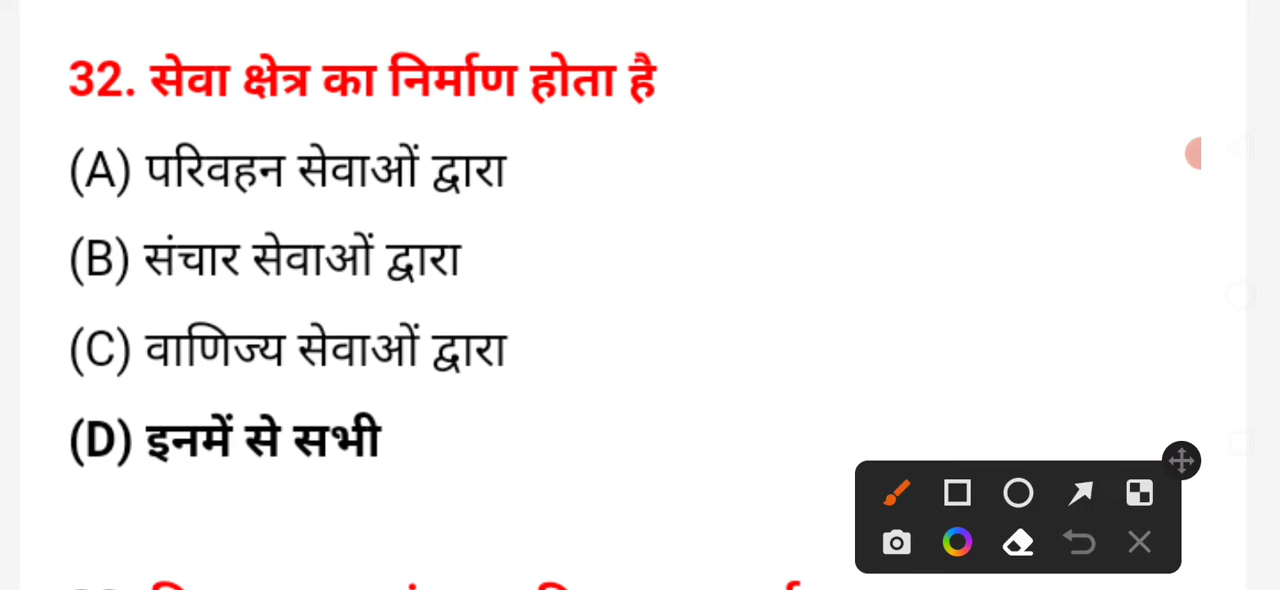 32. सेवा क्षेत्र का निर्माण होता है
(A) परिवहन सेवाओं द्वारा
(B) संचार सेवाओं द्वारा
(C) वाणिज्य सेवाओं द्वारा
(D) इनमें से सभी